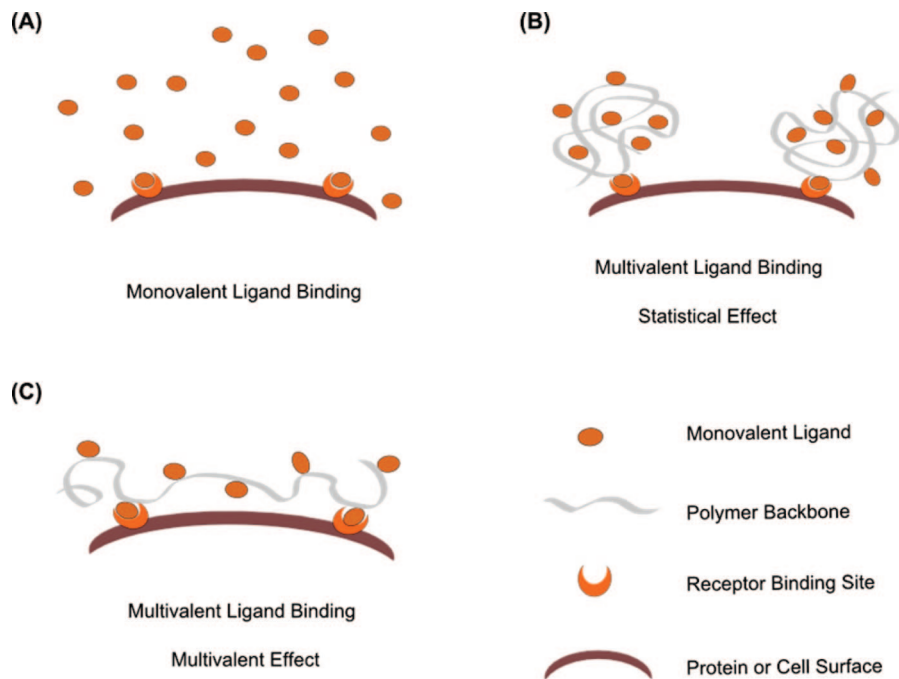 (A)
Monovalent Ligand Binding
(B)
Multivalent Ligand Binding
Statistical Effect
(C)
Multivalent Ligand Binding
Multivalent Effect
Monovalent Ligand
Polymer Backbone
Receptor Binding Site
Protein or Cell Surface